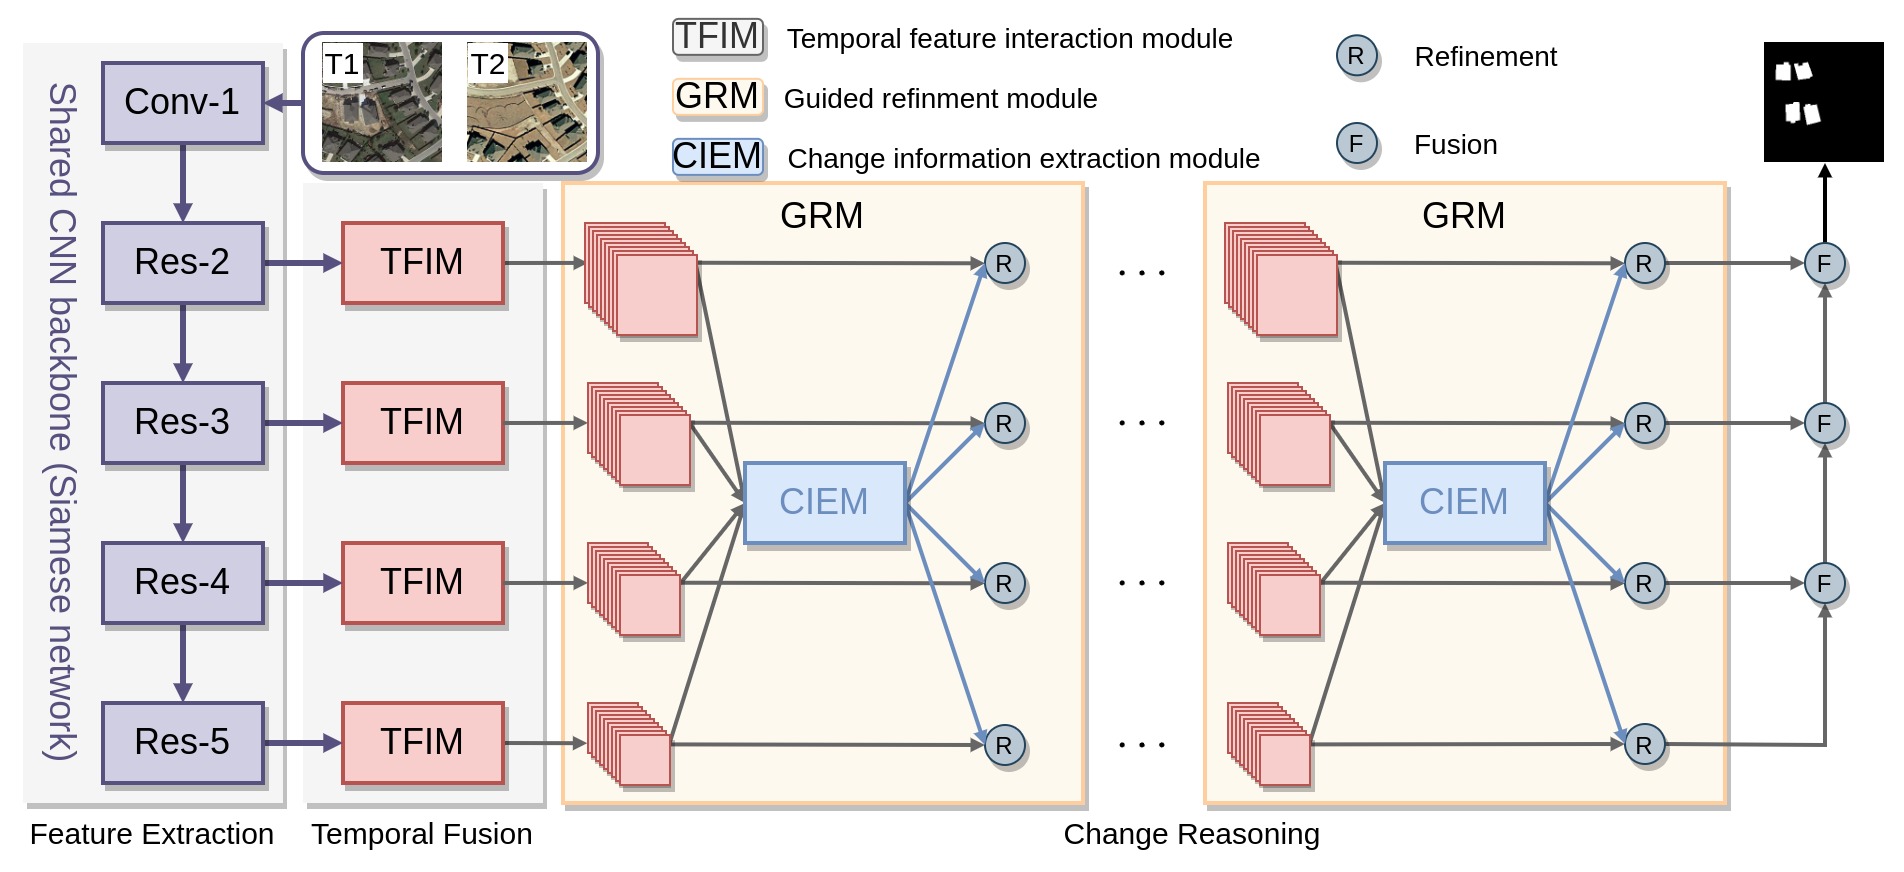 T1
T2
TFIM
Temporal feature interaction module
GRM
Guided refinment module
CIEM
Change information extraction module
R
Refinement
F
Fusion
Shared CNN backbone (Siamese network)
Conv-1
Res-2
Res-3
Res-4
Res-5
Feature Extraction
TFIM
TFIM
TFIM
TFIM
Temporal Fusion
GRM
CIEM
R
R
R
R
. . .
. . .
. . .
. . .
GRM
CIEM
R
R
R
R
F
F
F
Change Reasoning